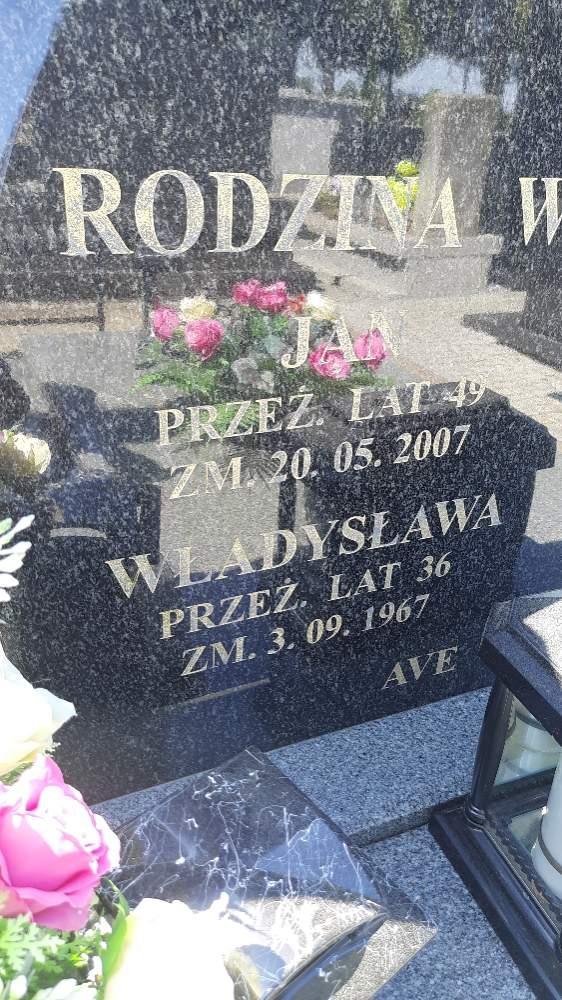 RODZINA W
JAN
PRZEŻ. LAT 49
ZM. 20. 05. 2007
WŁADYSŁAWA
PRZEŻ. LAT 36
ZM. 3. 09. 1967
AVE